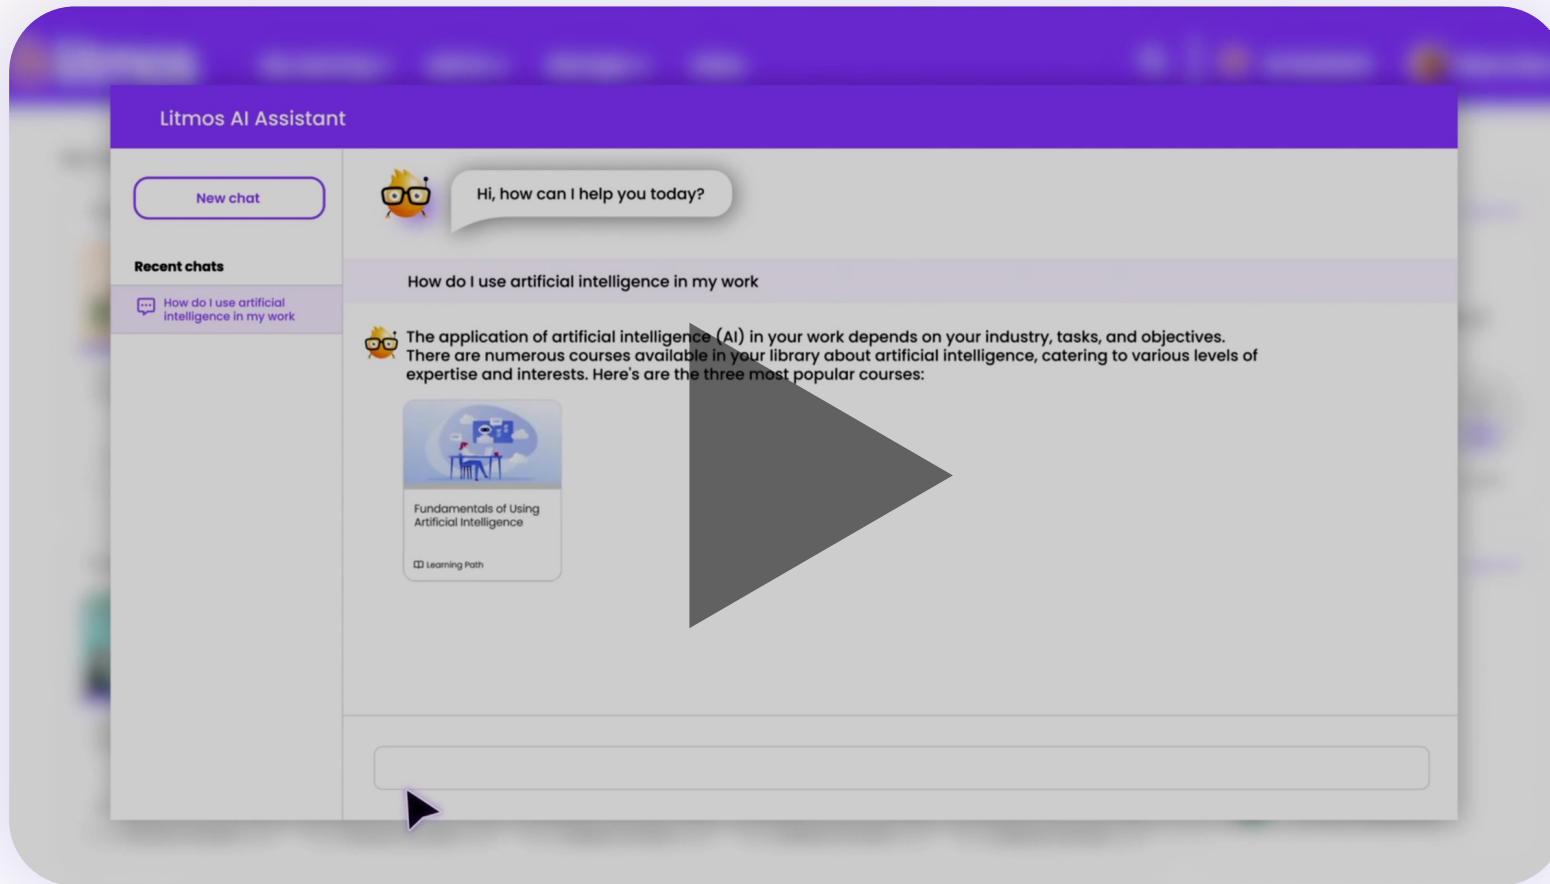 Litmos
Litmos AI Assistant
New chat
Recent chats
How do I use artificial
intelligence in my work
Hi, how can I help you today?
How do I use artificial intelligence in my work
The application of artificial intelligence (AI) in your work depends on your industry, tasks, and objectives.
There are numerous courses available in your library about artificial intelligence, catering to various levels of
expertise and interests. Here's are the three most popular courses:
Fundamentals of Using
Artificial Intelligence
Learning Path